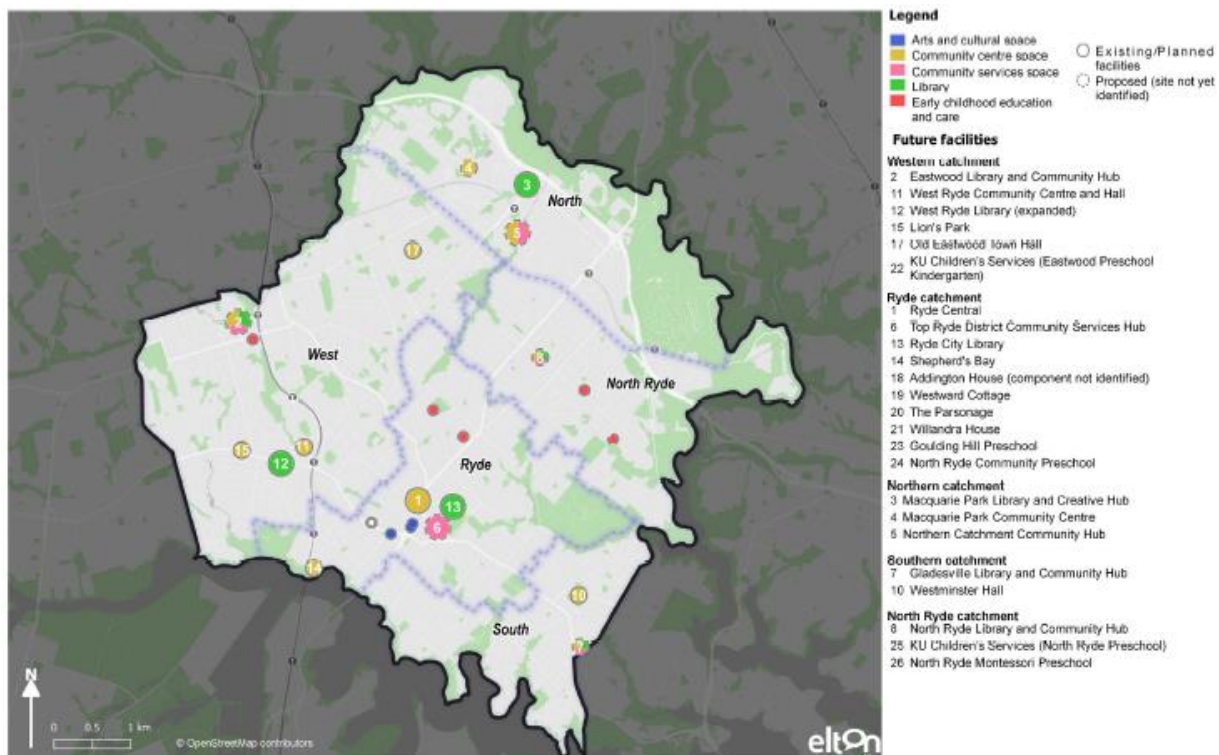 Legend
Arts and cultural space
Community centre space
Community services space
Library
Early childhood education
and care
Existing/Planned
facilities
Proposed (site not yet
identified)
Future facilities
Western catchment
2 Eastwood Library and Community Hub
11 West Ryde Community Centre and Hall
12 West Ryde Library (expanded)
15 Lion's Park
17 Old Eastwood Town Hall
22 KU Children's Services (Eastwood Preschool
Kindergarten)
Ryde catchment
1 Ryde Central
6 Top Ryde District Community Services Hub
13 Ryde City Library
14 Shepherd's Bay
18 Addington House (component not identified)
19 Westward Cottage
20 The Parsonage
21 Willandra House
23 Goulding Hill Preschool
24 North Ryde Community Preschool
Northern catchment
3 Macquarie Park Library and Creative Hub
4 Macquarie Park Community Centre
5 Northern Catchment Community Hub
Southern catchment
7 Gladesville Library and Community Hub
10 Westminster Hall
North Ryde catchment
8 North Ryde Library and Community Hub
25 KU Children's Services (North Ryde Preschool)
26 North Ryde Montessori Preschool
4
3
North
5
17
2
West
8
North Ryde
11
15
12
Ryde
1
13
6
14
10
South
7
N
0 0.5 1 km
© OpenStreetMap contributors
elton